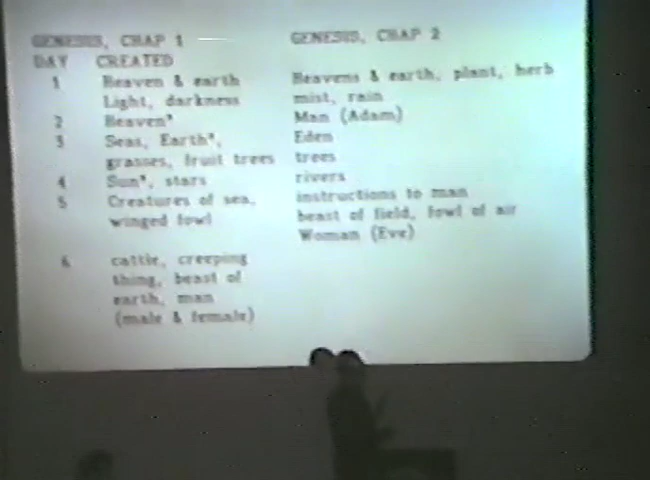 GENESIS, CHAP 1 GENESIS, CHAP 2
DAY CREATED
1 Heaven & earth Heavens & earth, plant, herb
Light, darkness mist, rain
2 Heaven* Man (Adam)
3 Seas, Earth*, Eden
grasses, fruit trees trees
4 Sun*, stars rivers
5 Creatures of sea, instructions to man
winged fowl beast of field, fowl of air
Woman (Eve)
6 cattle, creeping
thing, beast of
earth, man
(male & female)